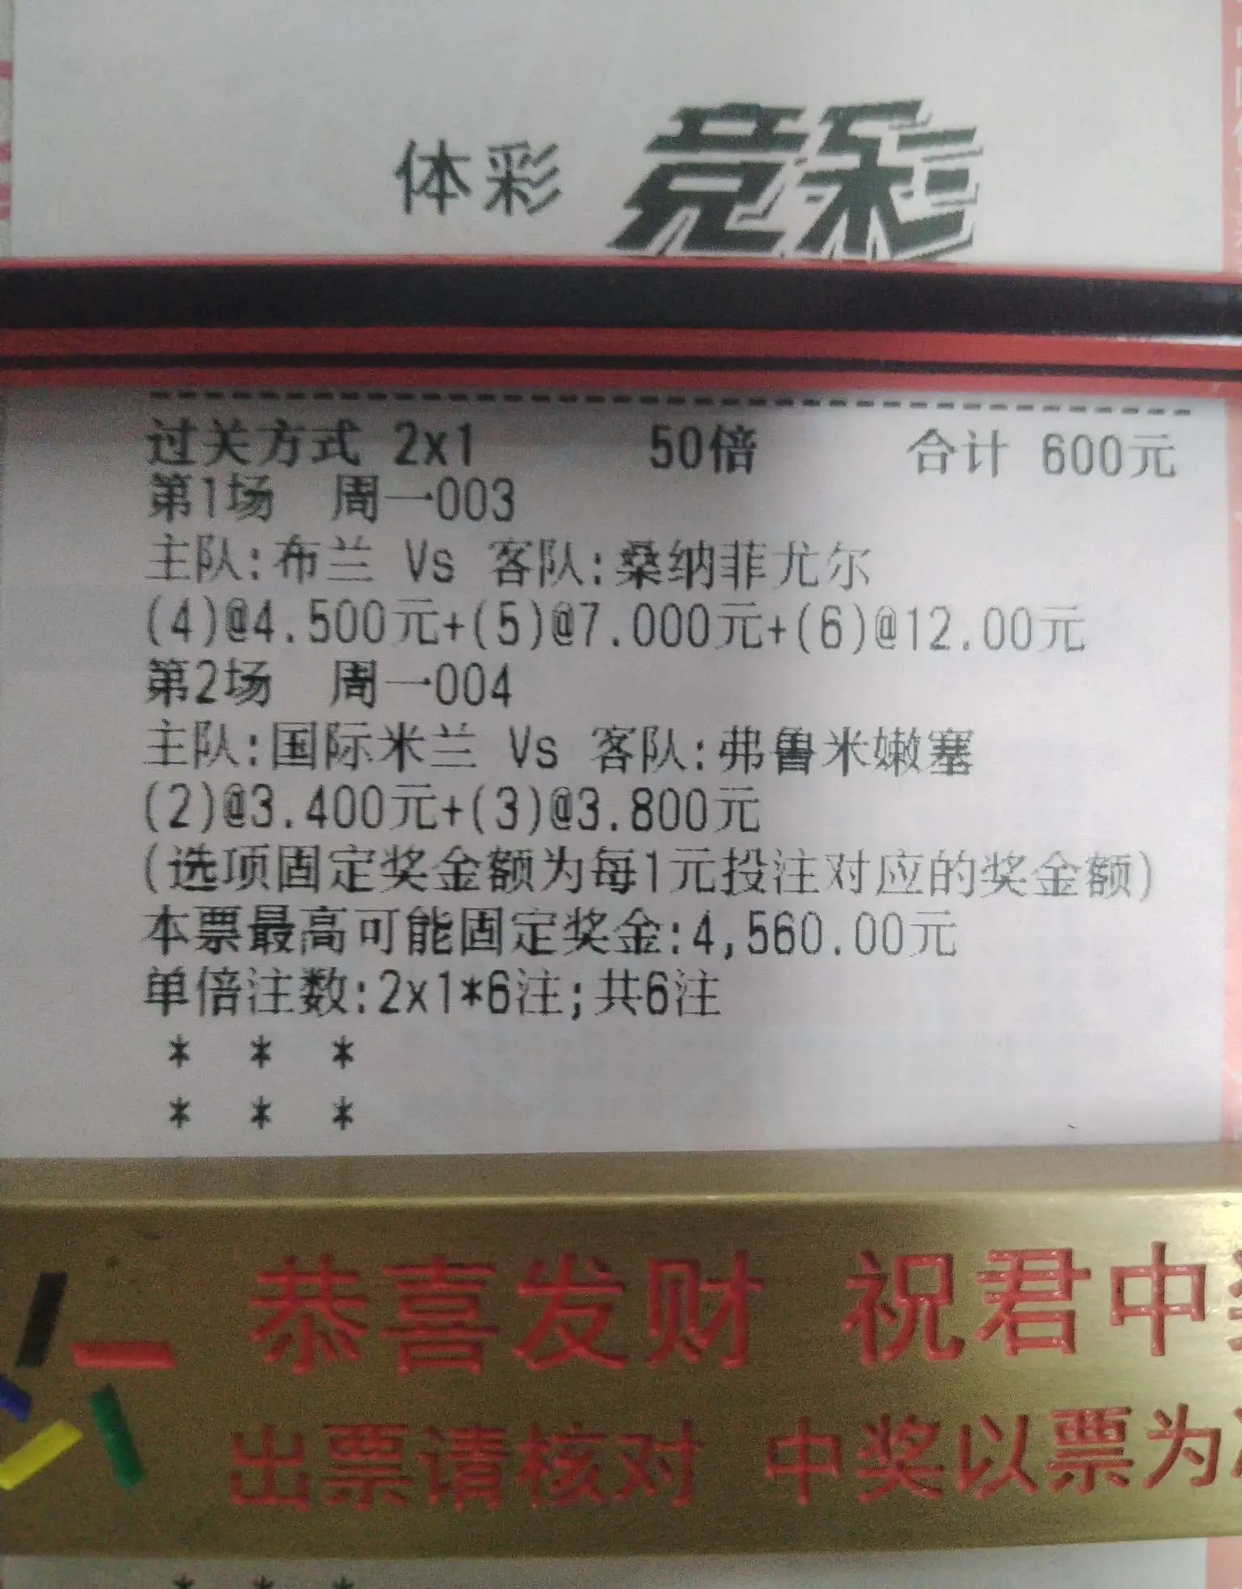 体彩 竞彩
过关方式 2x1 50倍 合计 600元
第1场 周一003
主队:布兰 Vs 客队:桑纳菲尤尔
(4)@4.500元+(5)@7.000元+(6)@12.00元
第2场 周一004
主队:国际米兰 Vs 客队:弗鲁米嫩塞
(2)@3.400元+(3)@3.800元
(选项固定奖金额为每1元投注对应的奖金额)
本票最高可能固定奖金:4,560.00元
单倍注数:2x1*6注;共6注
* * *
* * *
恭喜发财 祝君中
出票请核对 中奖以票为
* * *